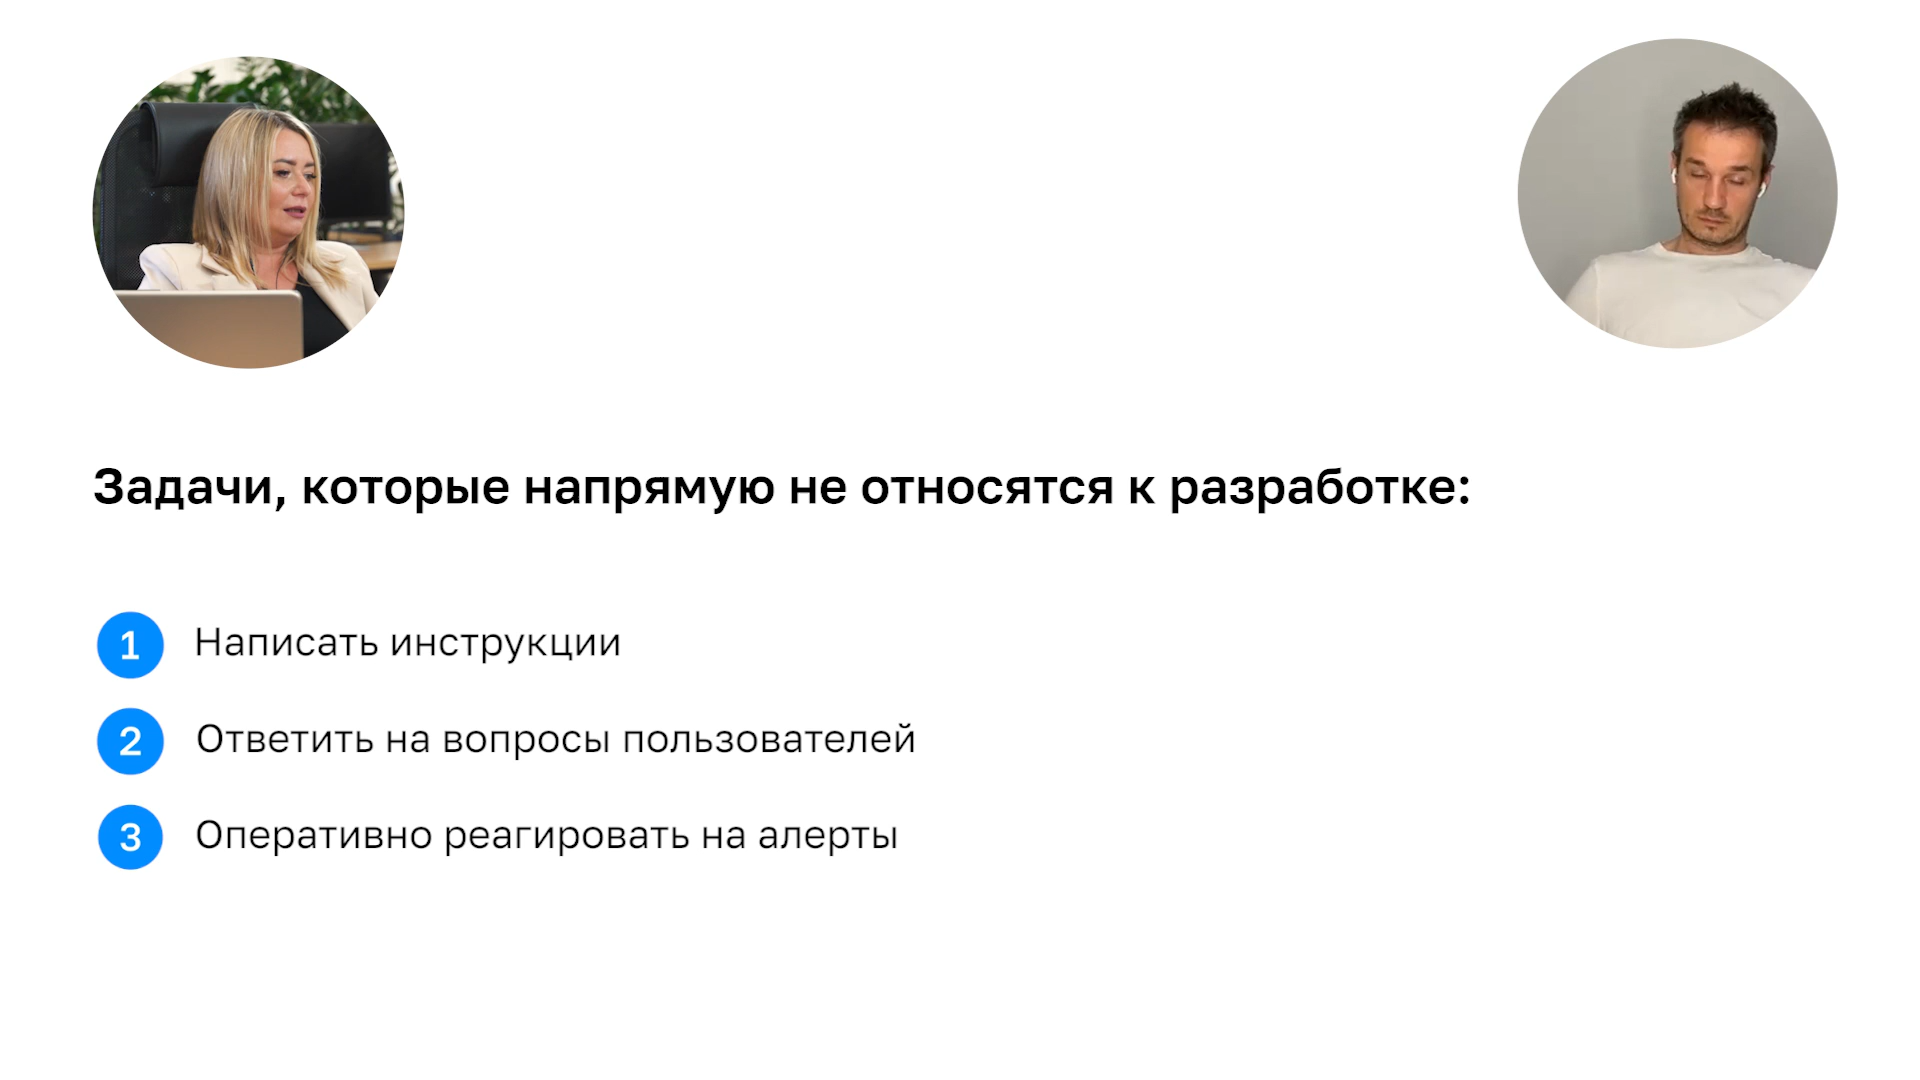 Задачи, которые напрямую не относятся к разработке:
1 Написать инструкции
2 Ответить на вопросы пользователей
3 Оперативно реагировать на алерты